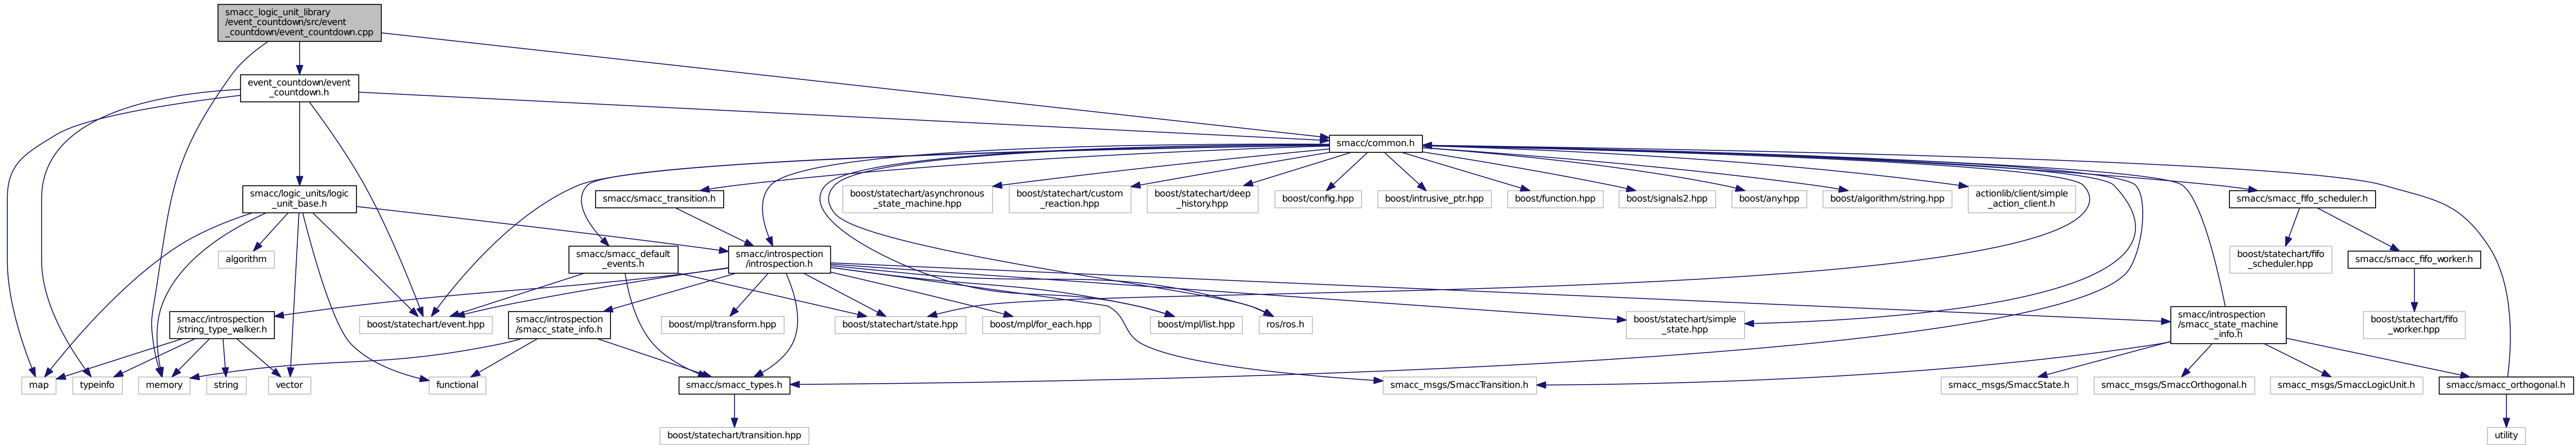 smacc_logic_unit_library
/event_countdown/src/event
_countdown/event_countdown.cpp
event_countdown/event
_countdown.h
smacc/common.h
smacc/logic_units/logic
_unit_base.h
smacc/smacc_transition.h
boost/statechart/asynchronous
_state_machine.hpp
boost/statechart/custom
_reaction.hpp
boost/statechart/deep
_history.hpp
boost/config.hpp
boost/intrusive_ptr.hpp
boost/function.hpp
boost/signals2.hpp
boost/any.hpp
boost/algorithm/string.hpp
actionlib/client/simple
_action_client.h
smacc/smacc_fifo_scheduler.h
algorithm
smacc/smacc_default
_events.h
smacc/introspection
/introspection.h
boost/statechart/fifo
_scheduler.hpp
smacc/smacc_fifo_worker.h
smacc/introspection
/string_type_walker.h
boost/statechart/event.hpp
smacc/introspection
/smacc_state_info.h
boost/mpl/transform.hpp
boost/statechart/state.hpp
boost/mpl/for_each.hpp
boost/mpl/list.hpp
ros/ros.h
boost/statechart/simple
_state.hpp
smacc/introspection
/smacc_state_machine
_info.h
boost/statechart/fifo
_worker.hpp
map
typeinfo
memory
string
vector
functional
smacc/smacc_types.h
smacc_msgs/SmaccTransition.h
smacc_msgs/SmaccState.h
smacc_msgs/SmaccOrthogonal.h
smacc_msgs/SmaccLogicUnit.h
smacc/smacc_orthogonal.h
boost/statechart/transition.hpp
utility